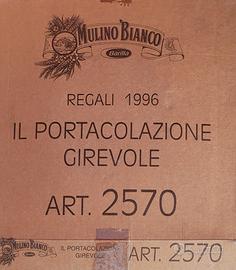 MULINO BIANCO
Barilla
REGALI 1996
IL PORTACOLAZIONE
GIREVOLE
ART. 2570
MULINO BIANCO
IL PORTACOLAZIONE
GIREVOLE
ART. 2570